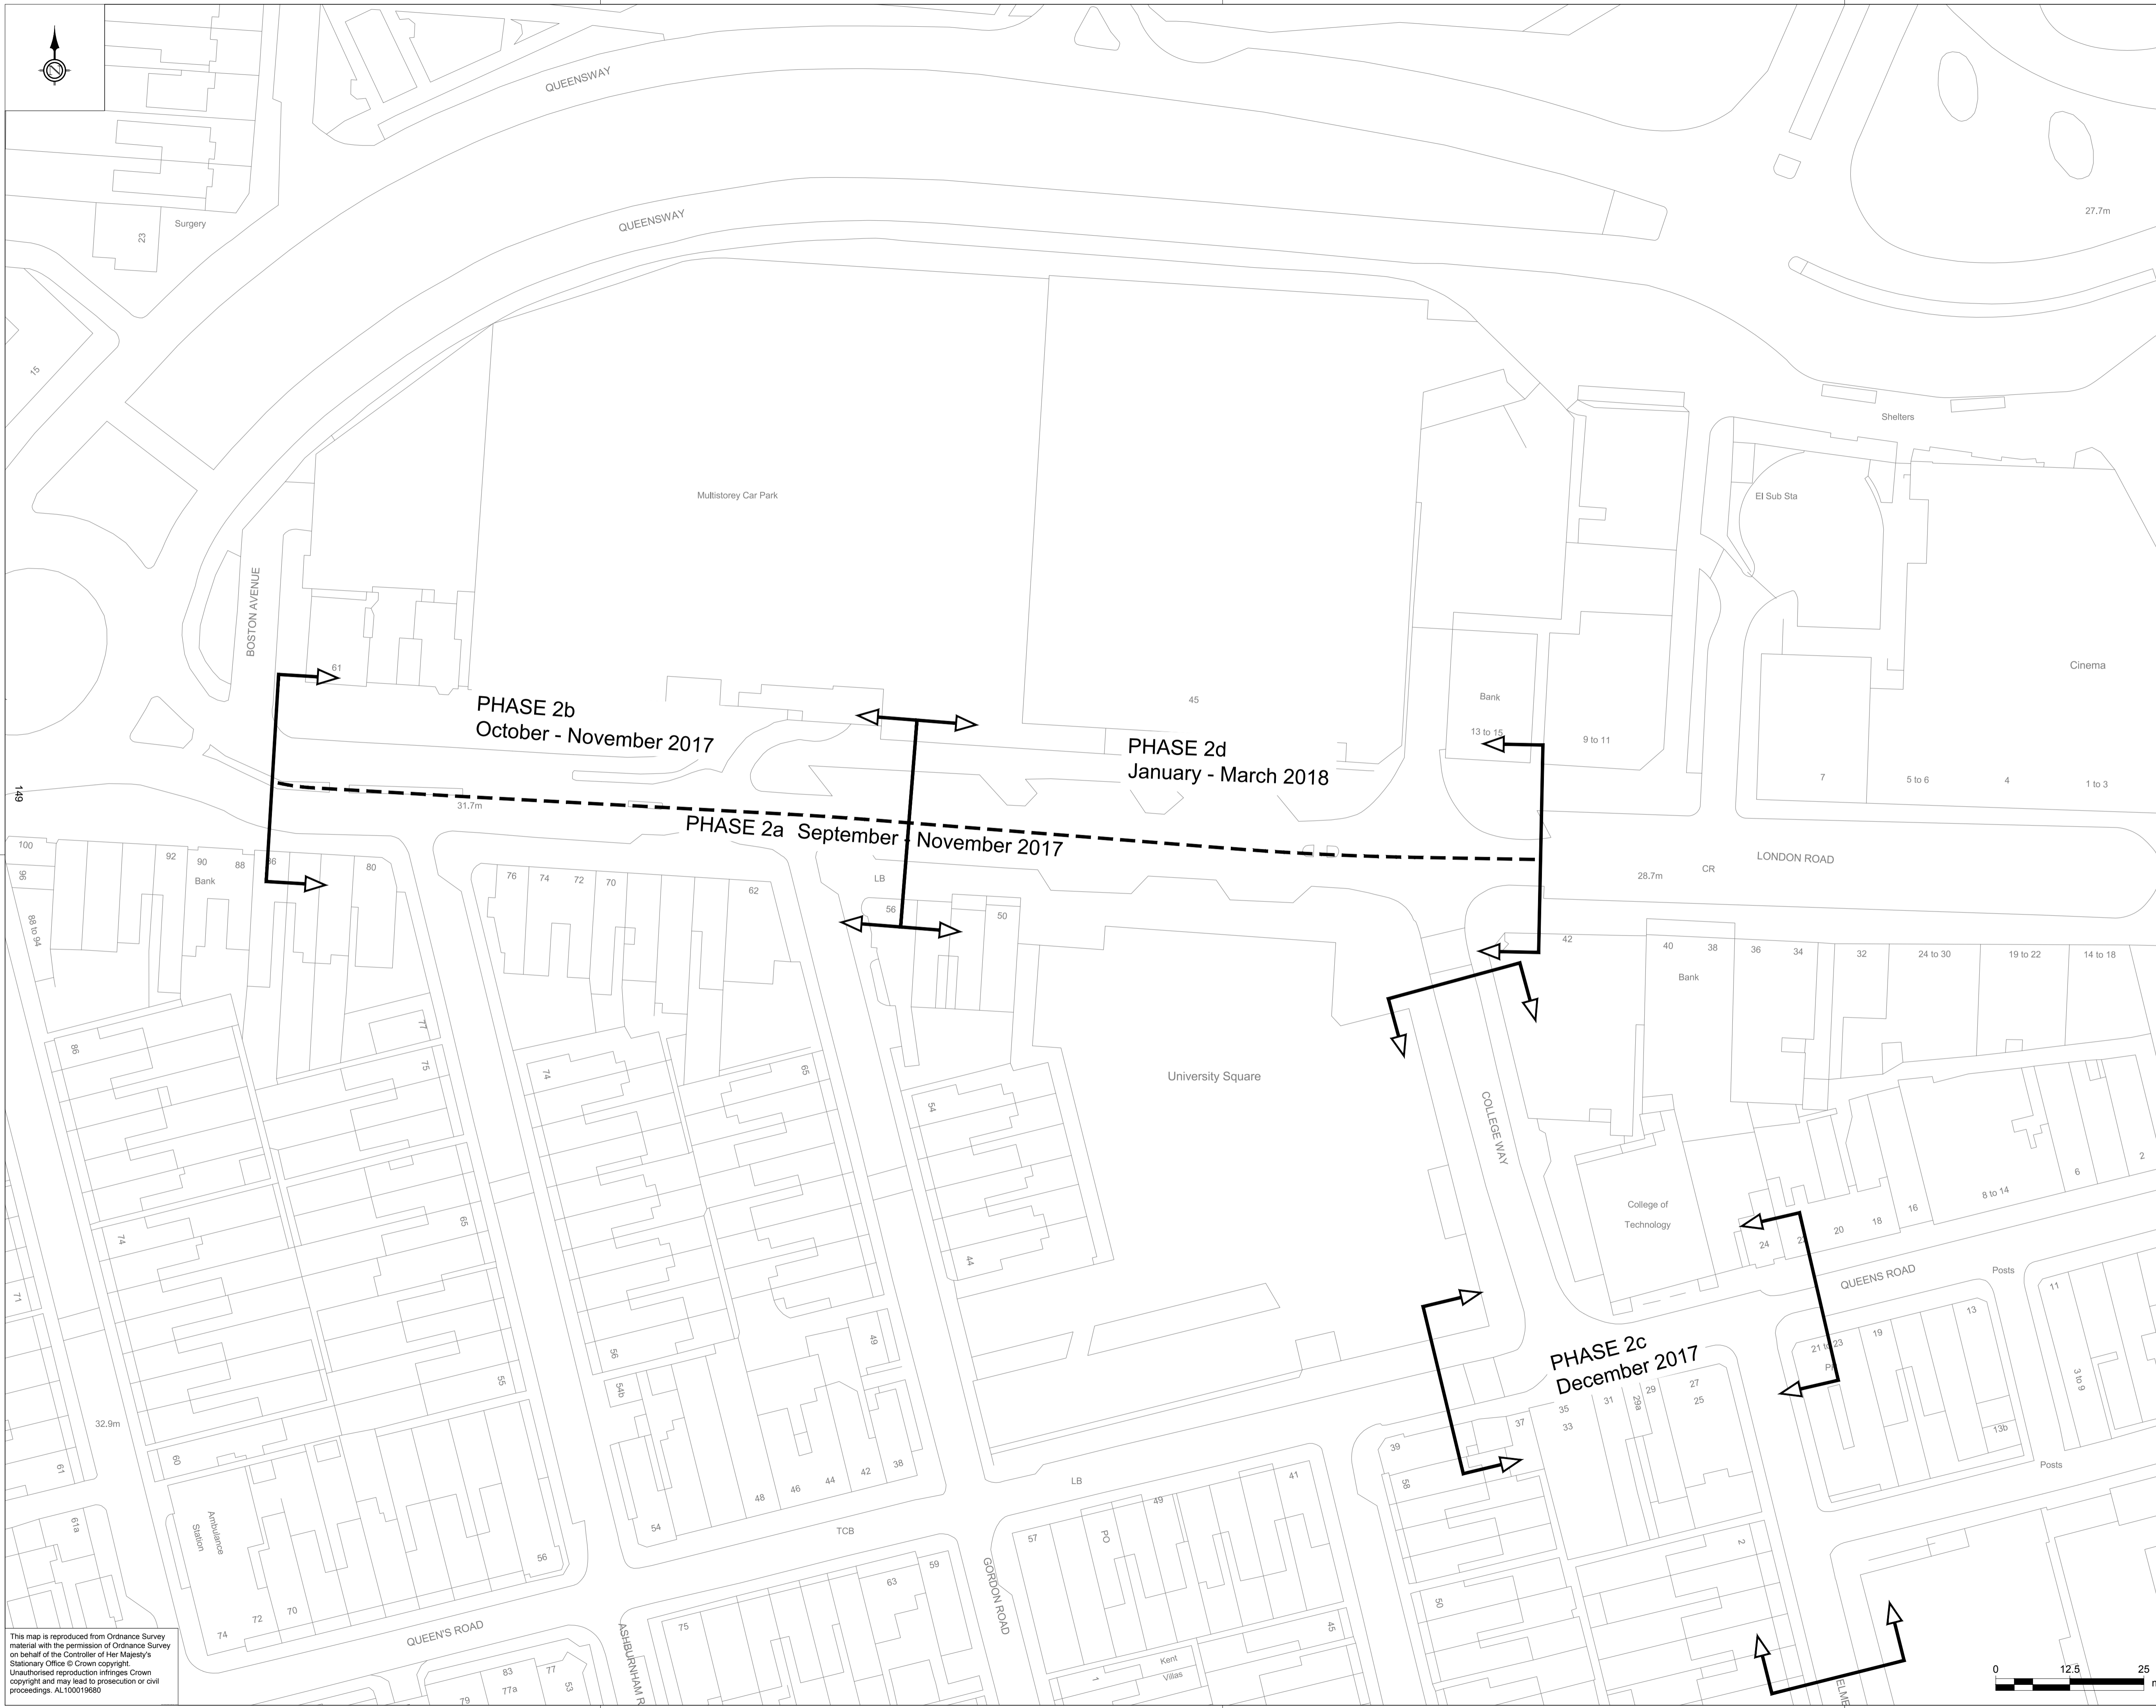 N
QUEENSWAY
QUEENSWAY
Surgery
23
27.7m
15
Shelters
Multistorey Car Park
El Sub Sta
BOSTON AVENUE
61
Cinema
45
Bank
13 to 15
9 to 11
PHASE 2b
October - November 2017
PHASE 2d
January - March 2018
7
5 to 6
4
1 to 3
149
31.7m
PHASE 2a September - November 2017
LONDON ROAD
CR
28.7m
100
96
92
90
88
86
80
Bank
88 to 94
76
74
72
70
62
LB
56
50
42
40
38
36
34
32
24 to 30
19 to 22
14 to 18
Bank
77
75
86
74
65
54
University Square
COLLEGE WAY
College of
Technology
74
65
44
24
22
20
18
16
8 to 14
6
2
QUEENS ROAD
Posts
71
56
49
55
54b
PHASE 2c
December 2017
21 to 23
19
13
11
3 to 9
32.9m
60
61
39
37
35
33
31
29a
29
27
25
13b
Posts
58
48
46
44
42
38
54
LB
41
49
PO
57
TCB
61a
Ambulance
Station
56
72
70
74
59
63
75
GORDON ROAD
50
2
45
QUEEN'S ROAD
ASHBURNHAM R
Kent
Villas
1
83
77
77a
79
53
ELME
This map is reproduced from Ordnance Survey
material with the permission of Ordnance Survey
on behalf of the Controller of Her Majesty's
Stationary Office © Crown copyright.
Unauthorised reproduction infringes Crown
copyright and may lead to prosecution or civil
proceedings. AL100019680
0 12.5 25